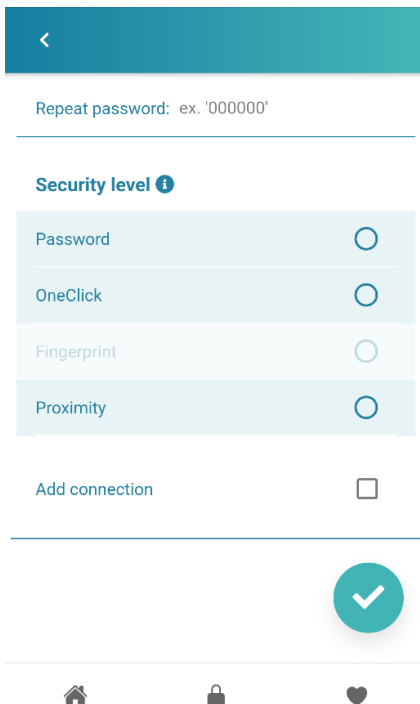 Repeat password: ex. '000000'
Security level
Password
OneClick
Fingerprint
Proximity
Add connection